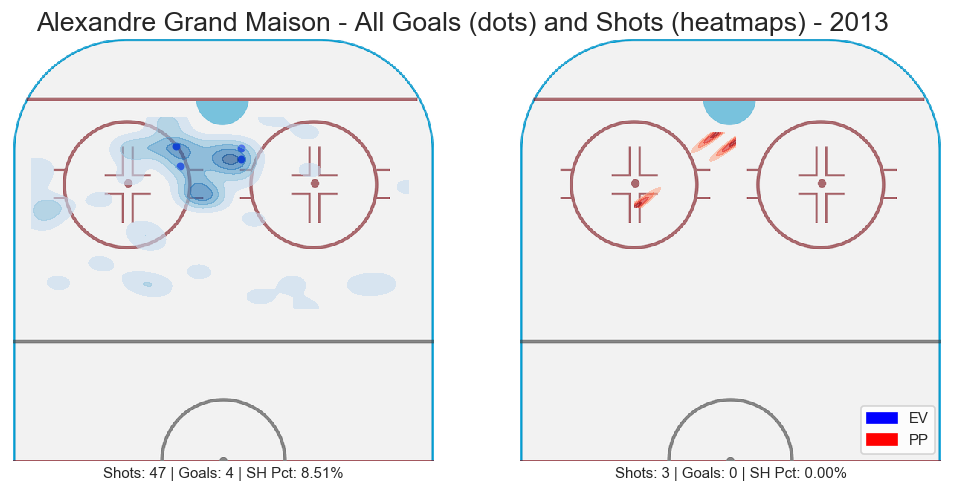 Alexandre Grand Maison - All Goals (dots) and Shots (heatmaps) - 2013
EV
PP
Shots: 47 | Goals: 4 | SH Pct: 8.51%
Shots: 3 | Goals: 0 | SH Pct: 0.00%